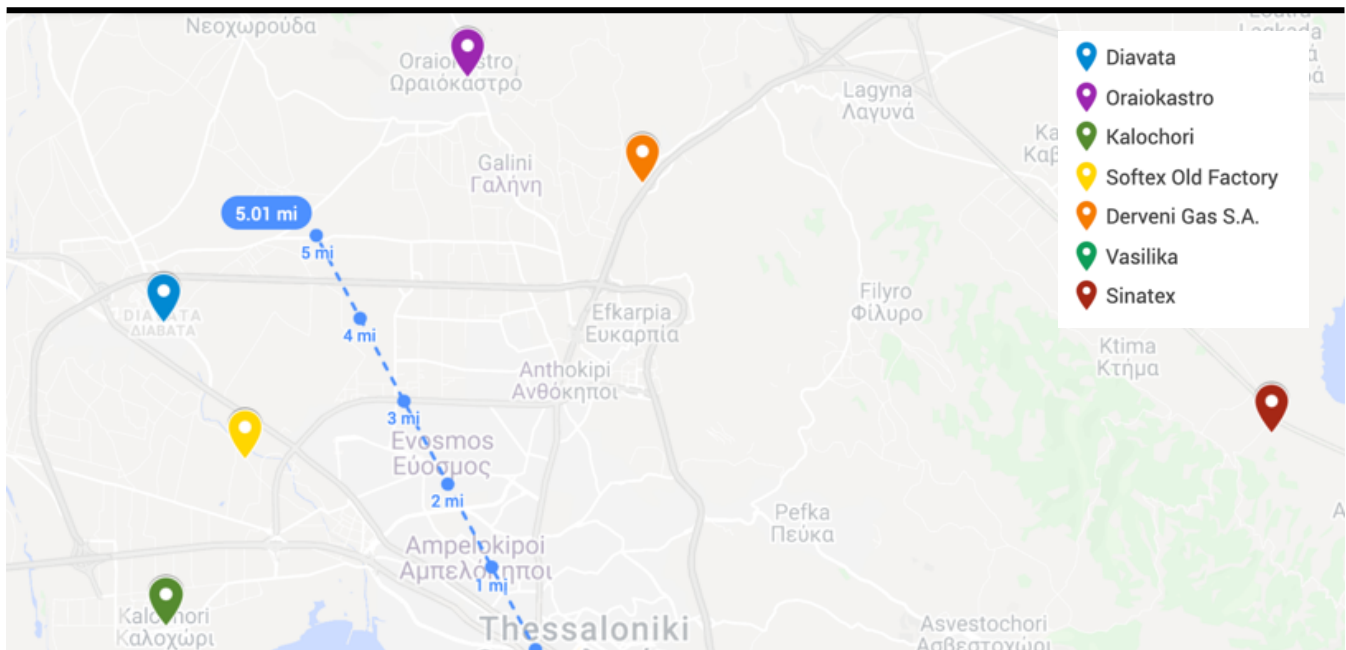 Νεοχωρούδα
Oraiokastro
Ωραιόκαστρο
Lagyna
Λαγυνά
Galini
Γαλήνη
5.01 mi
5 mi
ΔΙΑΒΑΤΑ
4 mi
Efkarpia
Ευκαρπία
Filyro
Φίλυρο
Anthokipi
Ανθόκηποι
3 mi
Evosmos
Εύοσμος
2 mi
Ktima
Κτήμα
Pefka
Πεύκα
Ampelokipoi
Αμπελόκηποι
1 mi
Kalochori
Καλοχώρι
Thessaloniki
Asvestochori
Ασβεστοχώρι
Diavata
Oraiokastro
Kalochori
Softex Old Factory
Derveni Gas S.A.
Vasilika
Sinatex